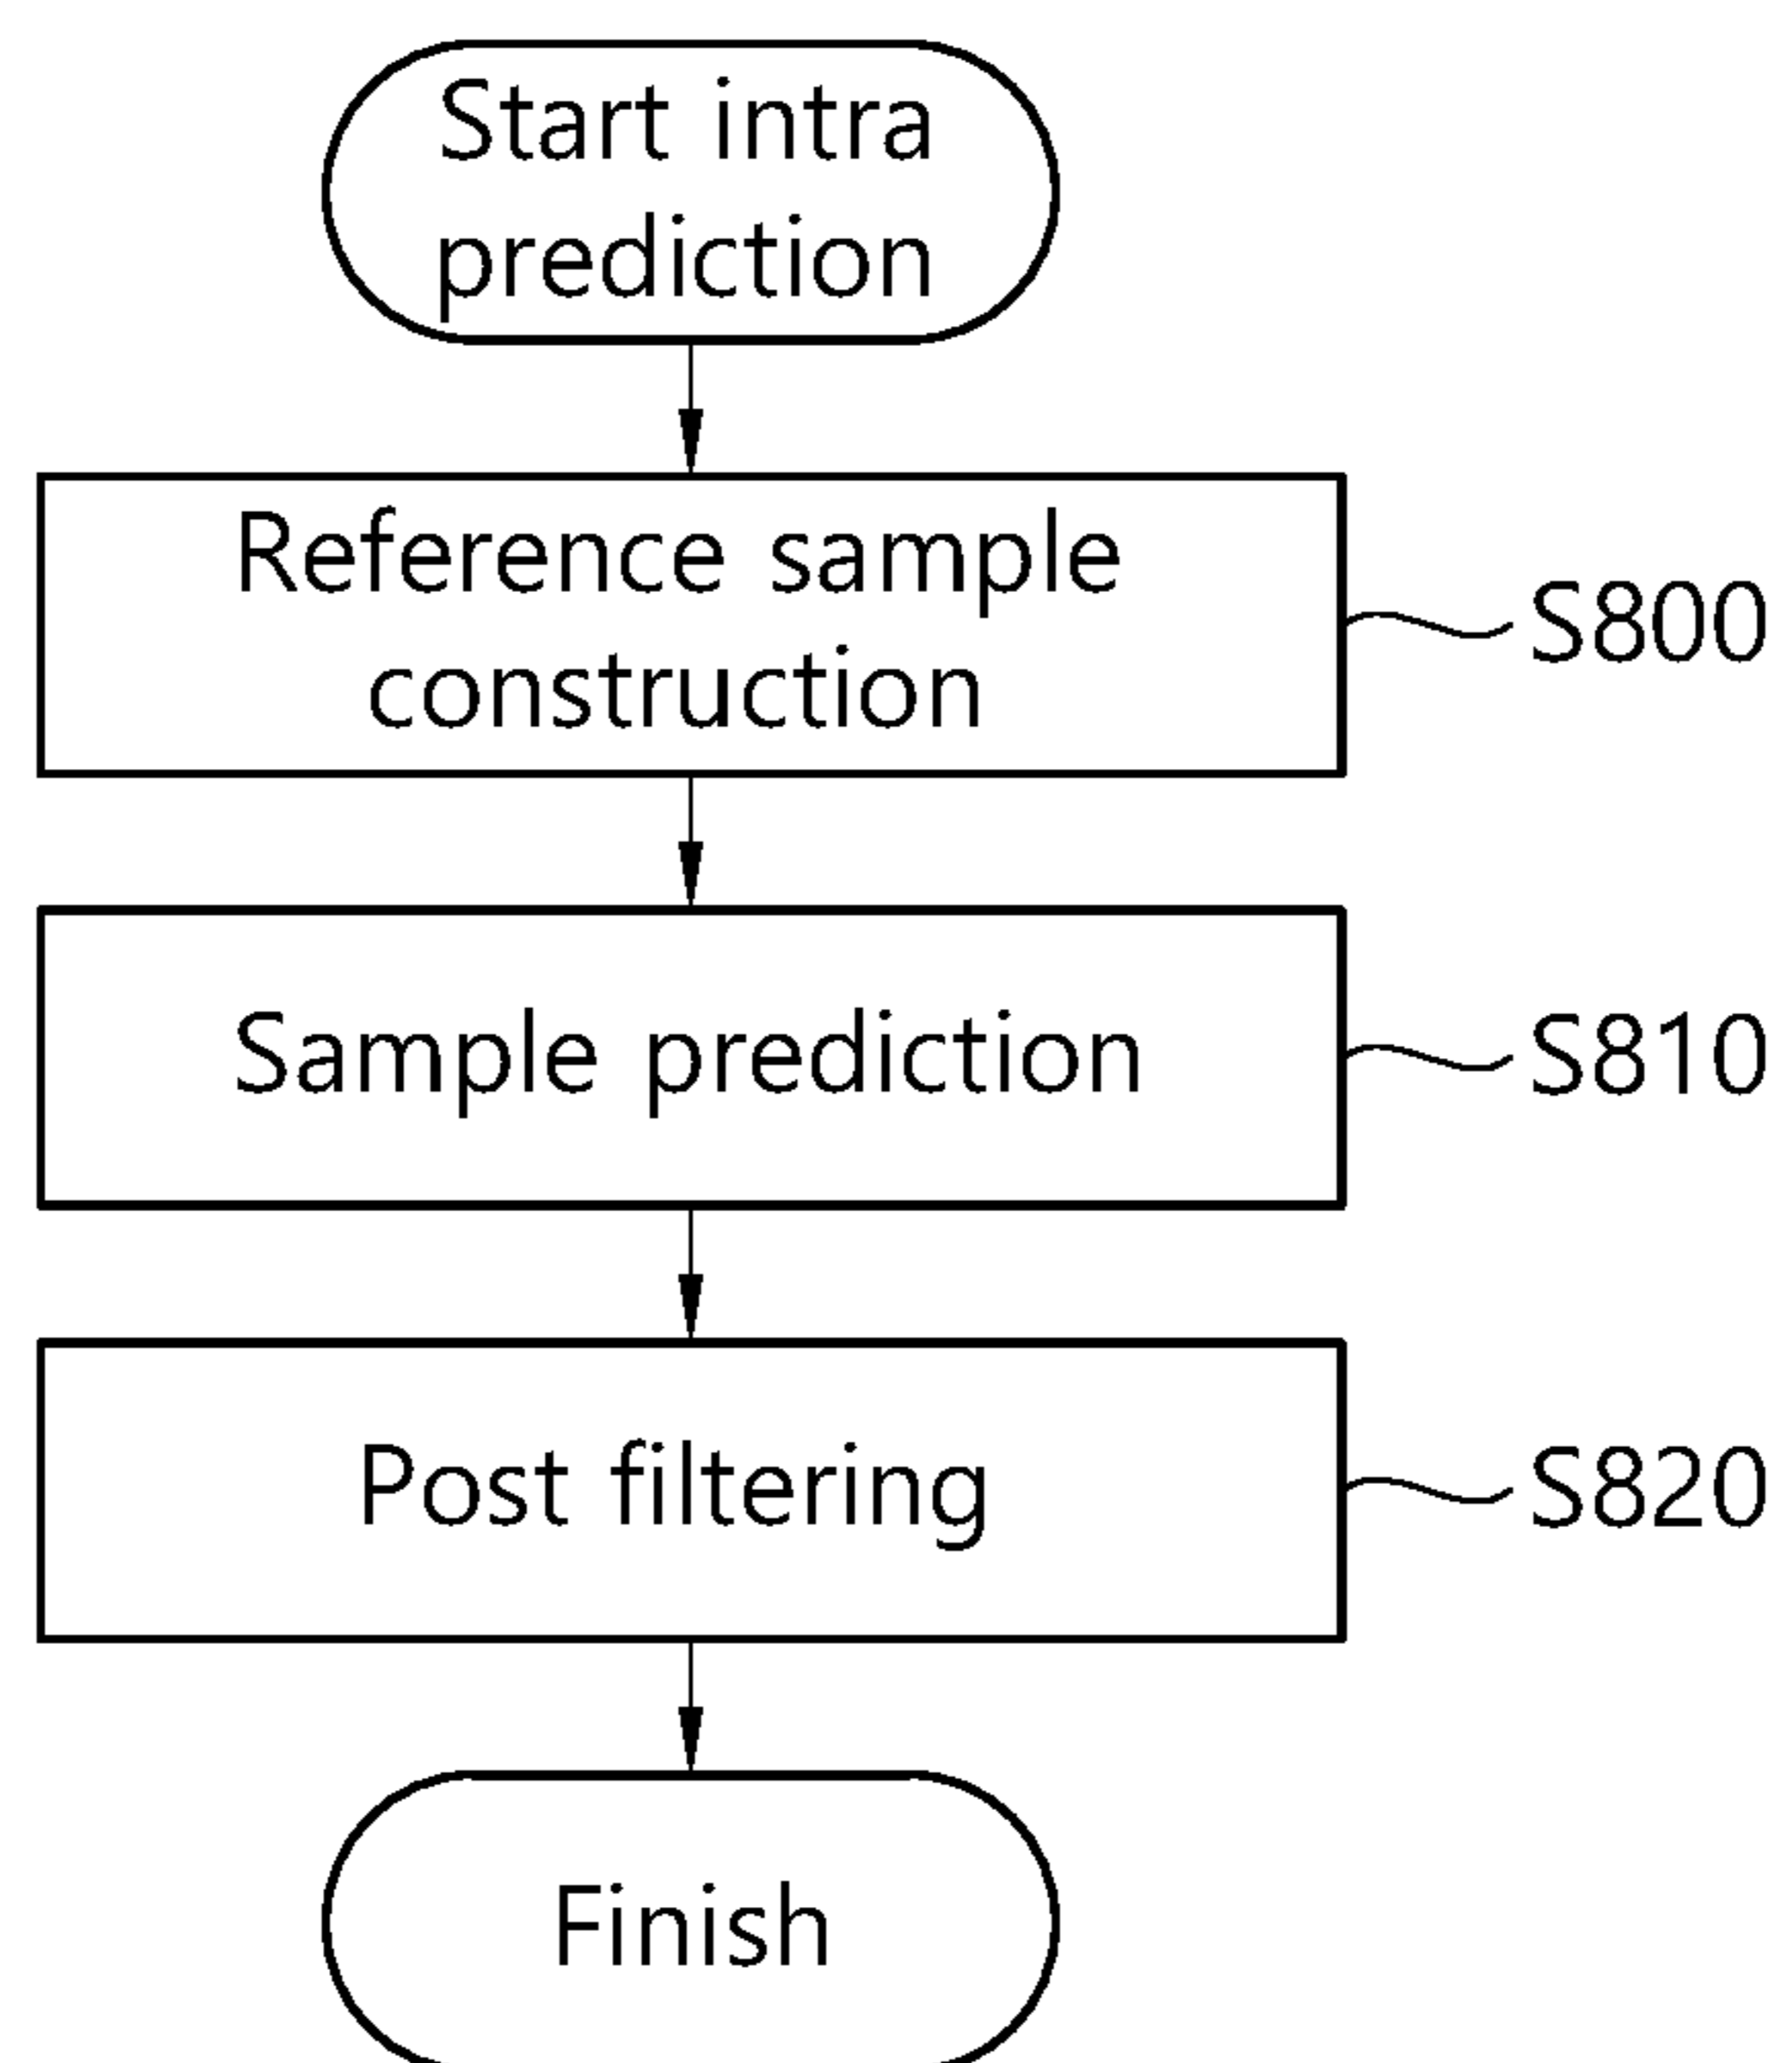 Start intra
prediction
Reference sample
construction
S800
Sample prediction
S810
Post filtering
S820
Finish